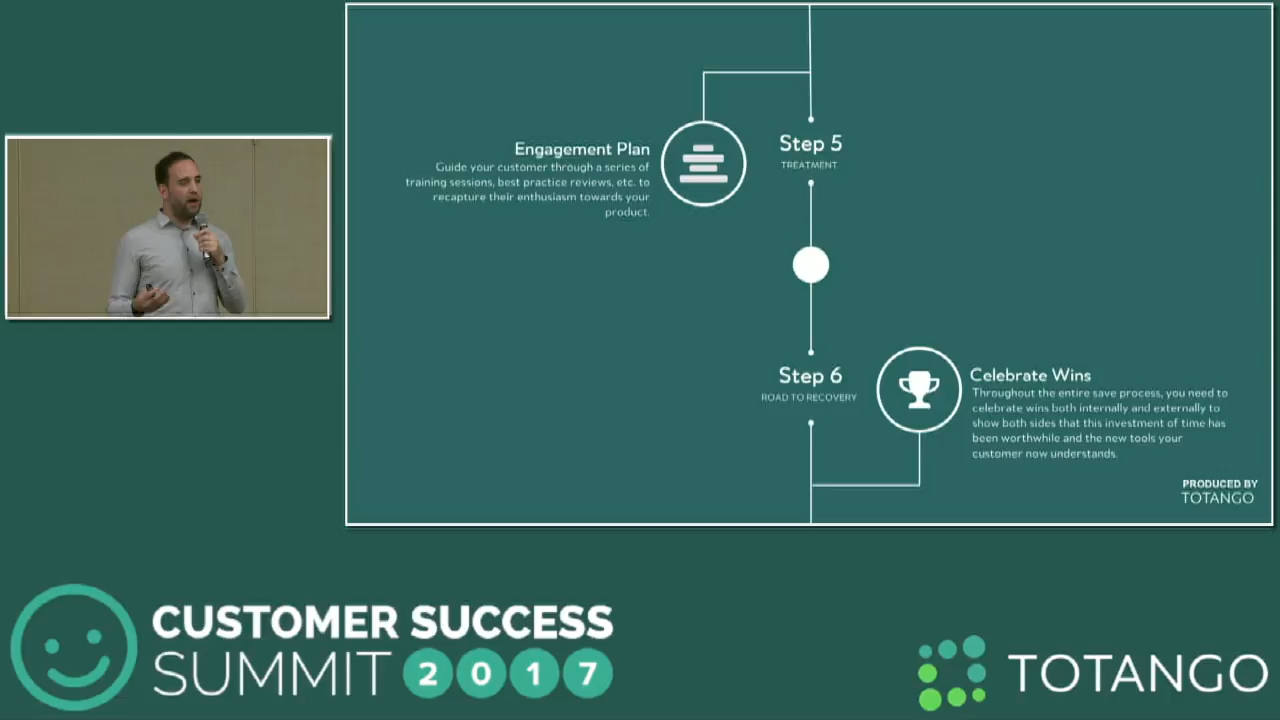 Engagement Plan
Guide your customer through a series of
training sessions, best practice reviews, etc. to
recapture their enthusiasm towards your
product.
Step 5
TREATMENT
Step 6
ROAD TO RECOVERY
Celebrate Wins
Throughout the entire save process, you need to
celebrate wins both internally and externally to
show both sides that this investment of time has
been worthwhile and the new tools your
customer now understands.
PRODUCED BY
TOTANGO
CUSTOMER SUCCESS
SUMMIT 2017
TOTANGO